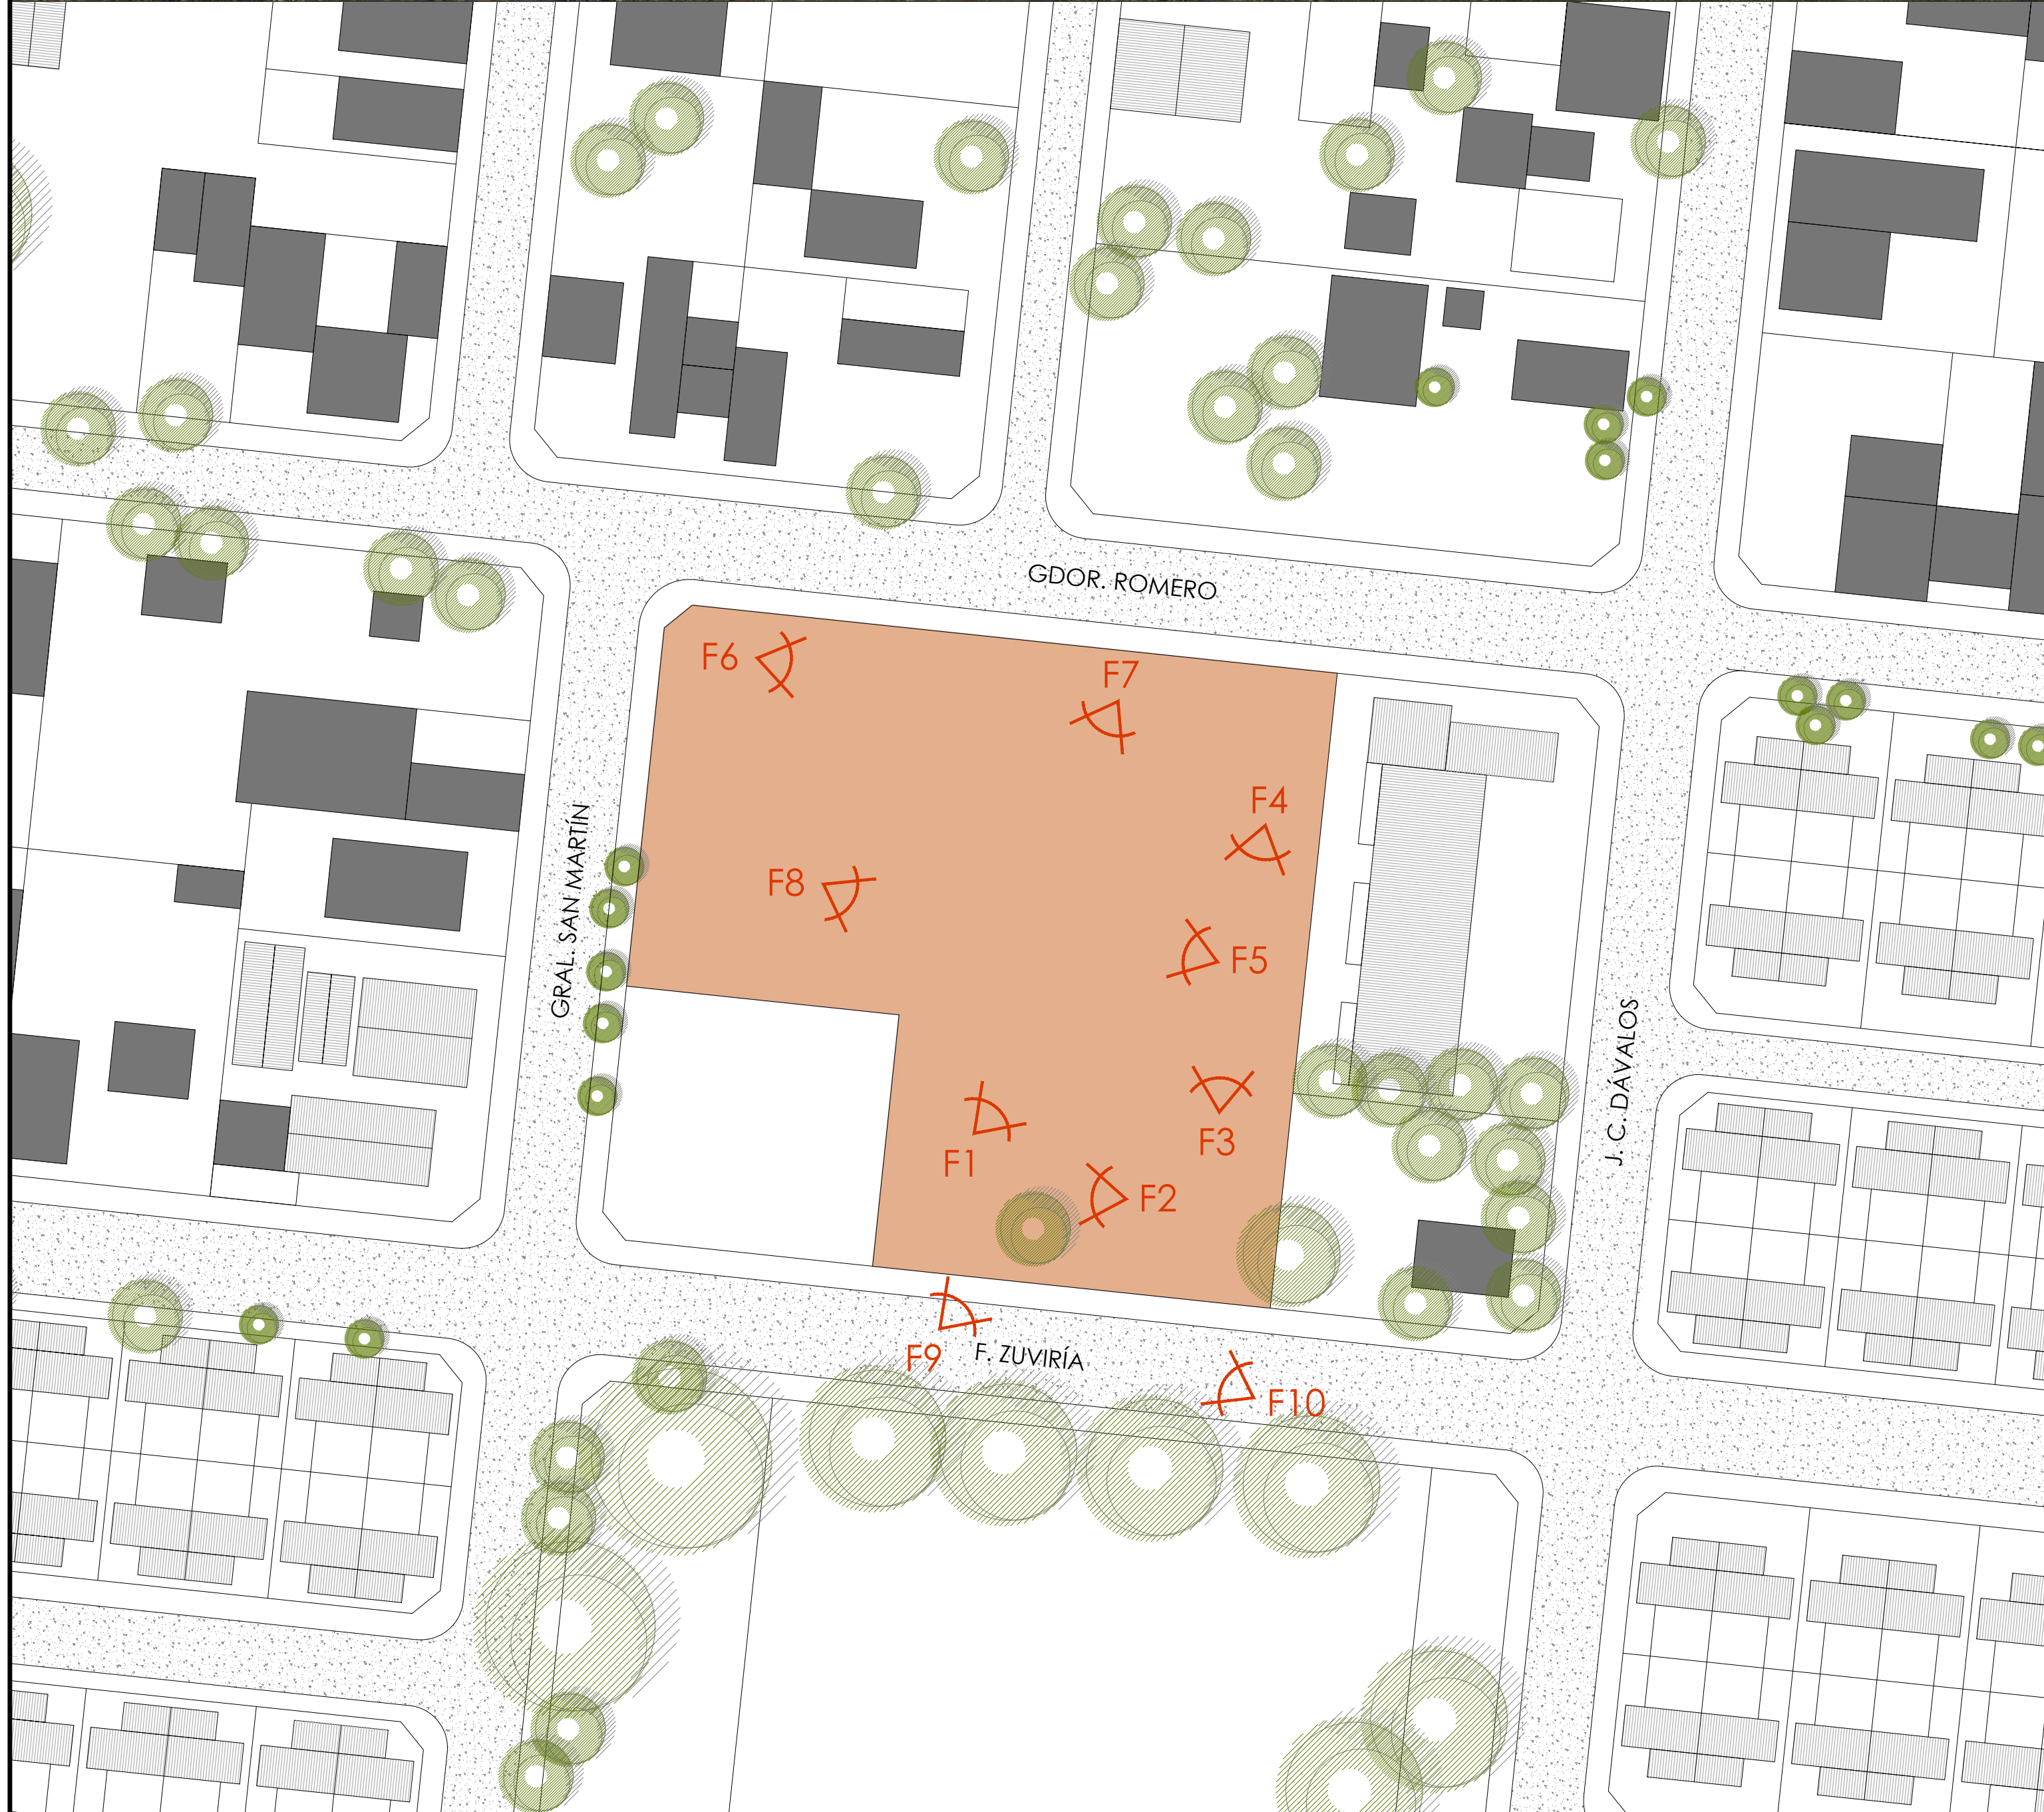 GDOR. ROMERO
F6
F7
F4
GRAL. SAN MARTÍN
F8
F5
J. C. DÁVALOS
F1
F3
F2
F9
F. ZUVIRÍA
F10